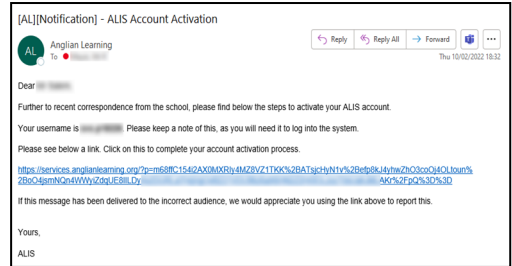 [AL][Notification] - ALIS Account Activation
AL
Anglian Learning
To
Reply
Reply All
Forward
Thu 10/02/2022 18:32
Dear
Further to recent correspondence from the school, please find below the steps to activate your ALIS account.
Your username is Please keep a note of this, as you will need it to log into the system.
Please see below a link. Click on this to complete your account activation process.
https://services.anglianlearning.org/?p=m68ffC154i2AX0MXRIy4MZ8VZ1TKK%2BATsjcHyN1v%2Befp8kJ4yhwZhO3coOj4OLtoun%
2BoO4jsmNQn4WWyiZdqUE8IILDy AKr%2FpQ%3D%3D
If this message has been delivered to the incorrect audience, we would appreciate you using the link above to report this.
Yours,
ALIS